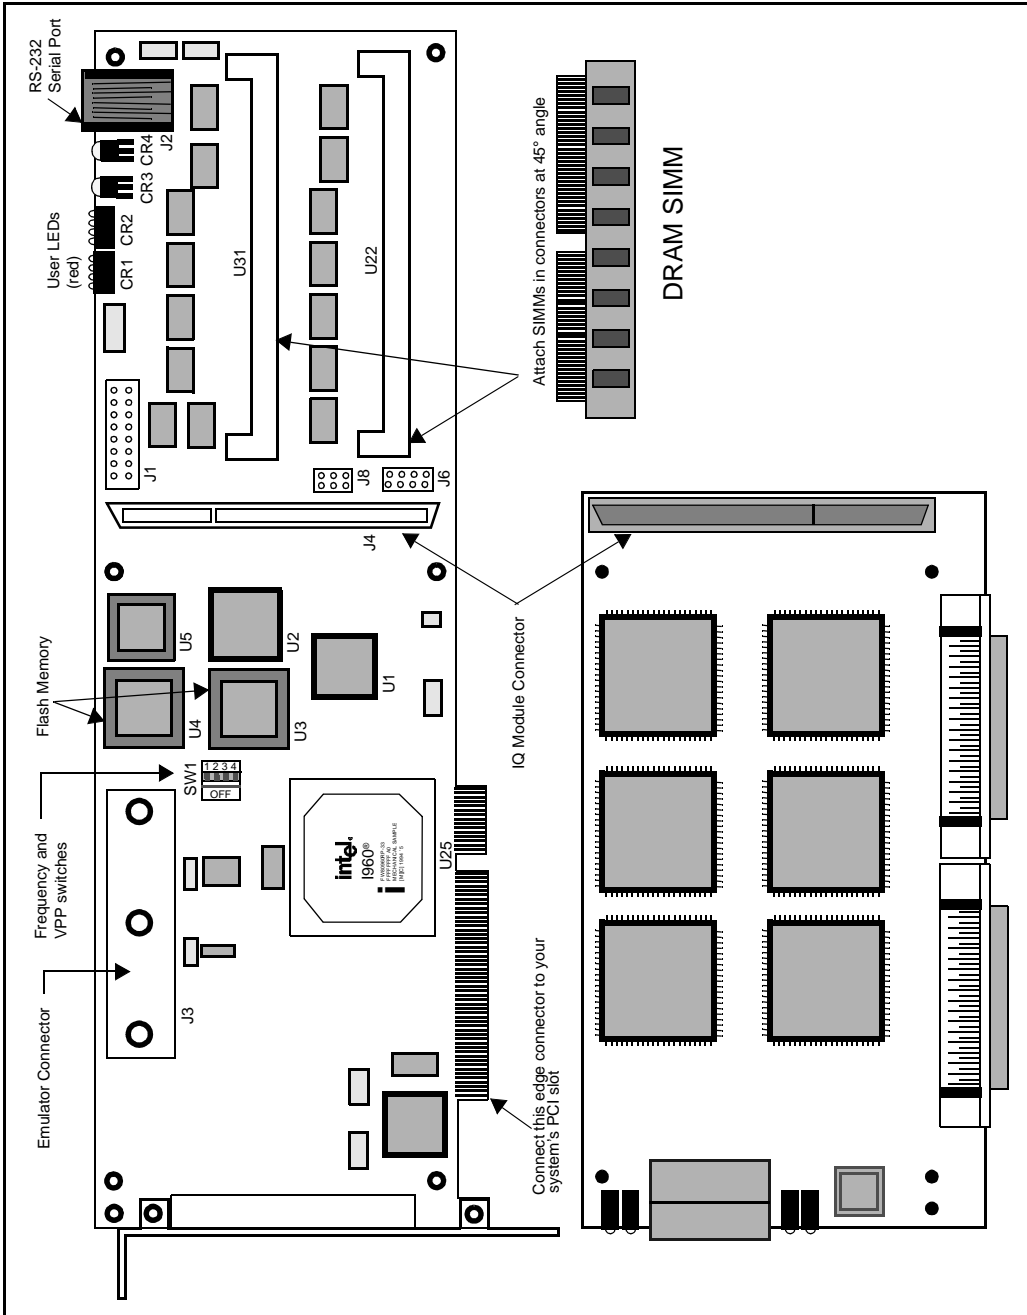 RS-232
Serial Port
J2
CR4
CR3
CR2
CR1
User LEDs
(red)
U31
U22
J1
J8
J6
J4
Attach SIMMs in connectors at 45° angle
DRAM SIMM
IQ Module Connector
Flash Memory
U5
U2
U4
U3
U1
Frequency and
VPP switches
SW1
1 2 3 4
OFF
Emulator Connector
J3
intel
I960®
MECHANICAL SAMPLE
U25
Connect this edge connector to your
system's PCI slot